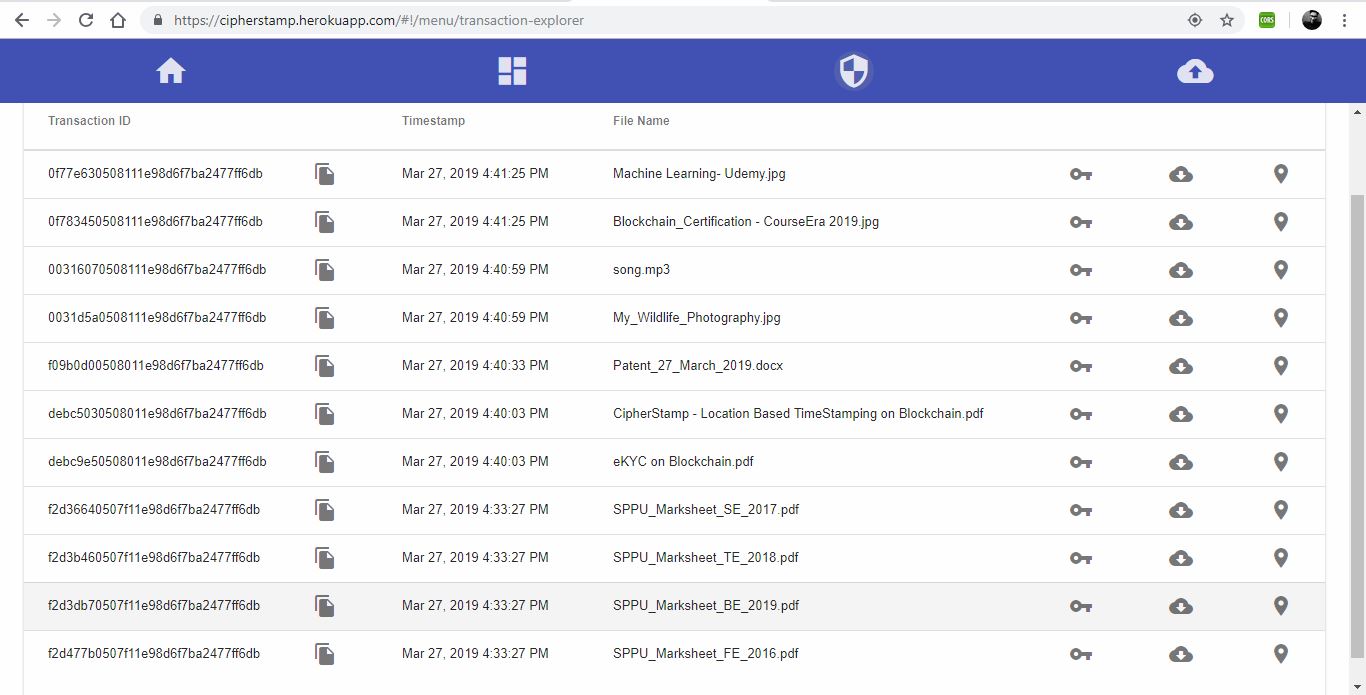 https://cipherstamp.herokuapp.com/#!/menu/transaction-explorer
CORS
Transaction ID Timestamp File Name
0f77e630508111e98d6f7ba2477ff6db Mar 27, 2019 4:41:25 PM Machine Learning- Udemy.jpg
0f783450508111e98d6f7ba2477ff6db Mar 27, 2019 4:41:25 PM Blockchain_Certification - CourseEra 2019.jpg
00316070508111e98d6f7ba2477ff6db Mar 27, 2019 4:40:59 PM song.mp3
0031d5a0508111e98d6f7ba2477ff6db Mar 27, 2019 4:40:59 PM My_Wildlife_Photography.jpg
f09b0d00508011e98d6f7ba2477ff6db Mar 27, 2019 4:40:33 PM Patent_27_March_2019.docx
debc5030508011e98d6f7ba2477ff6db Mar 27, 2019 4:40:03 PM CipherStamp - Location Based TimeStamping on Blockchain.pdf
debc9e50508011e98d6f7ba2477ff6db Mar 27, 2019 4:40:03 PM eKYC on Blockchain.pdf
f2d36640507f11e98d6f7ba2477ff6db Mar 27, 2019 4:33:27 PM SPPU_Marksheet_SE_2017.pdf
f2d3b460507f11e98d6f7ba2477ff6db Mar 27, 2019 4:33:27 PM SPPU_Marksheet_TE_2018.pdf
f2d3db70507f11e98d6f7ba2477ff6db Mar 27, 2019 4:33:27 PM SPPU_Marksheet_BE_2019.pdf
f2d477b0507f11e98d6f7ba2477ff6db Mar 27, 2019 4:33:27 PM SPPU_Marksheet_FE_2016.pdf